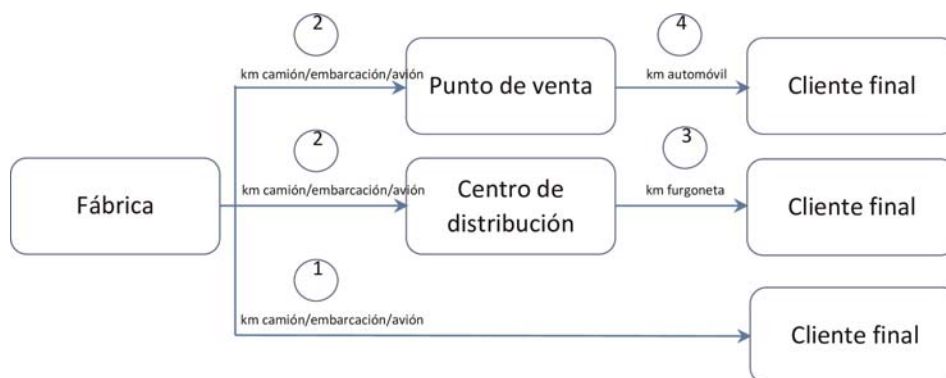 2
4
km camión/embarcación/avión
km automóvil
Punto de venta
Cliente final
2
3
km camión/embarcación/avión
km furgoneta
Fábrica
Centro de
distribución
Cliente final
1
km camión/embarcación/avión
Cliente final